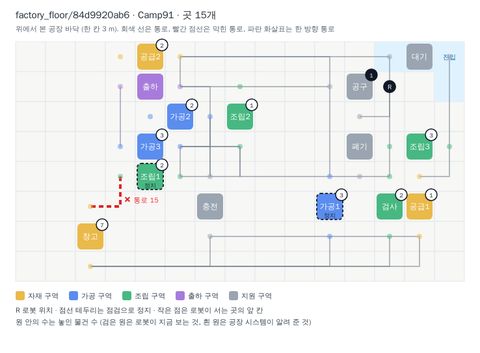 factory_floor/84d9920ab6 · Camp91 · 곳 15개
위에서 본 공장 바닥 (한 칸 3 m). 회색 선은 통로, 빨간 점선은 막힌 통로, 파란 화살표는 한 방향 통로
공급2 2
대기
진입
출하
공구 1
R
가공2 2
조립2 1
가공3 3
폐기
조립3 3
조립1 2
정지
× 통로 15
충전
가공1 3
정지
검사 2
공급1 1
창고 7
자재 구역 가공 구역 조립 구역 출하 구역 지원 구역
R 로봇 위치 · 점선 테두리는 점검으로 정지 · 작은 점은 로봇이 서는 곳의 앞 칸
원 안의 수는 놓인 물건 수 (검은 원은 로봇이 지금 보는 것, 흰 원은 공장 시스템이 알려 준 것)